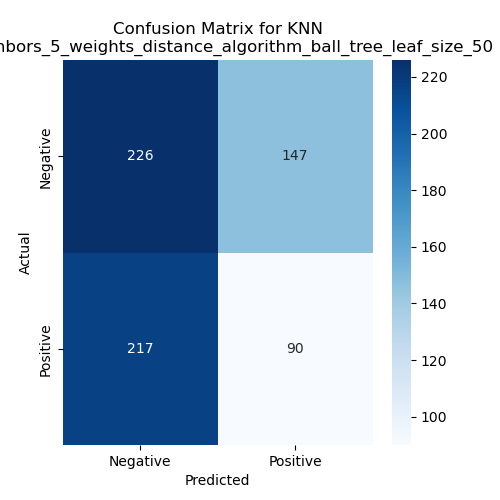 Confusion Matrix for KNN
nbors_5_weights_distance_algorithm_ball_tree_leaf_size_50
Negative
226
147
Actual
Positive
217
90
Negative
Positive
Predicted
220
200
180
160
140
120
100